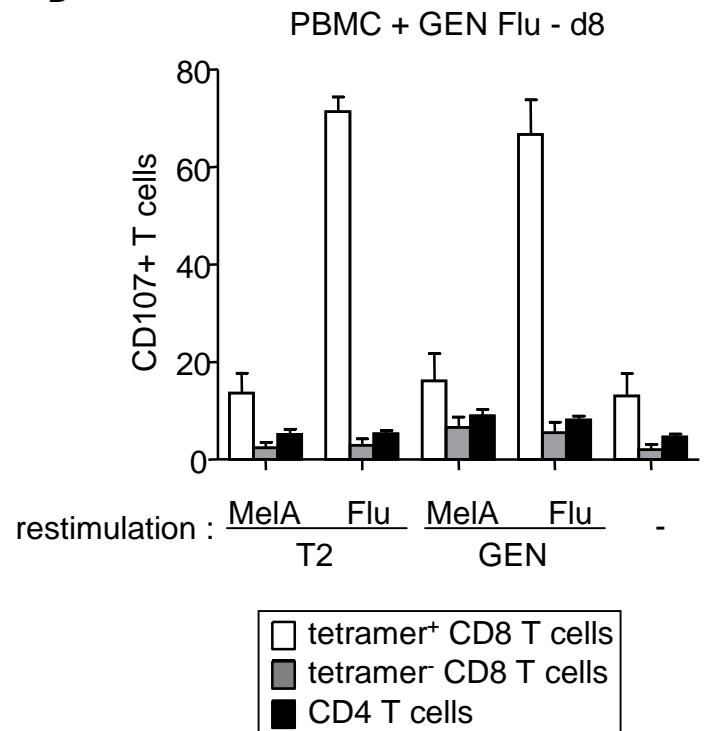 PBMC + GEN Flu - d8
CD107+ T cells
80
60
40
20
0
restimulation : MelA Flu MelA Flu -
T2 GEN
tetramer⁺ CD8 T cells
tetramer⁻ CD8 T cells
CD4 T cells